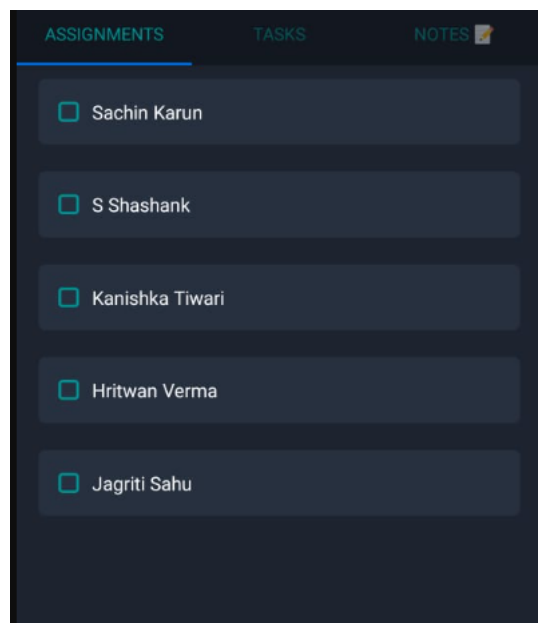 ASSIGNMENTS TASKS NOTES📝
Sachin Karun
S Shashank
Kanishka Tiwari
Hritwan Verma
Jagriti Sahu